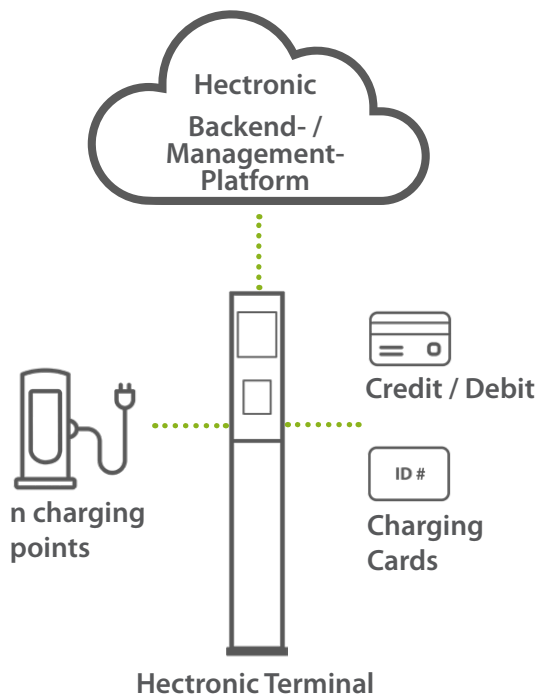 Hectronic
Backend- /
Management-
Platform
Credit / Debit
ID #
n charging
points
Charging
Cards
Hectronic Terminal